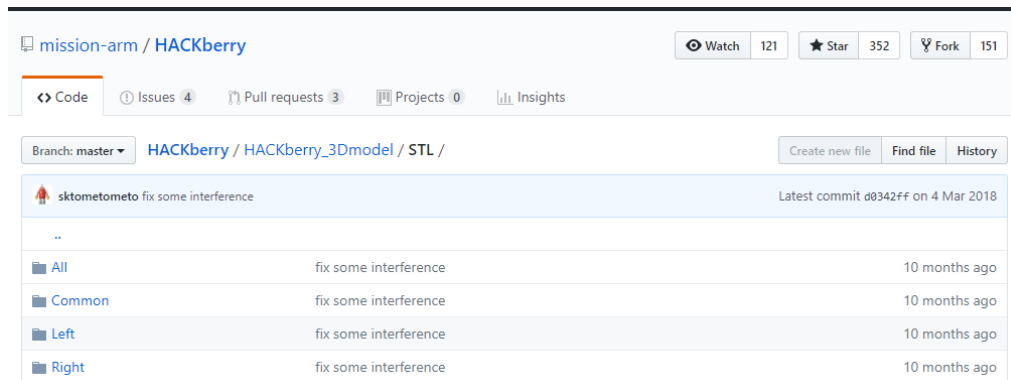 mission-arm / HACKberry
Watch 121 Star 352 Fork 151
Code Issues 4 Pull requests 3 Projects 0 Insights
Branch: master HACKberry / HACKberry_3Dmodel / STL / Create new file Find file History
sktometometo fix some interference Latest commit d0342ff on 4 Mar 2018
..
All fix some interference 10 months ago
Common fix some interference 10 months ago
Left fix some interference 10 months ago
Right fix some interference 10 months ago